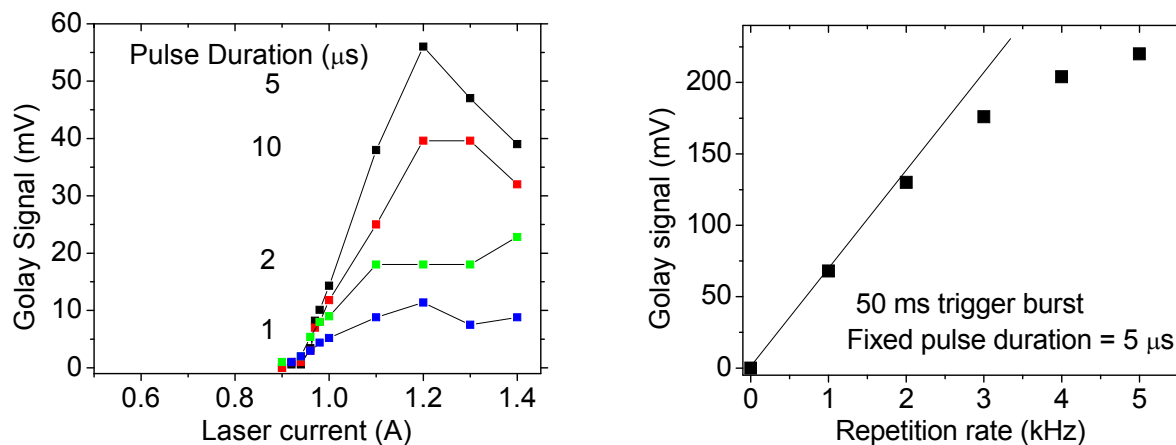 60
50
40
30
20
10
0
Golay Signal (mV)
Pulse Duration (μs)
5
10
2
1
0.6 0.8 1.0 1.2 1.4
Laser current (A)
200
150
100
50
0
Golay signal (mV)
50 ms trigger burst
Fixed pulse duration = 5 μs
0 1 2 3 4 5
Repetition rate (kHz)